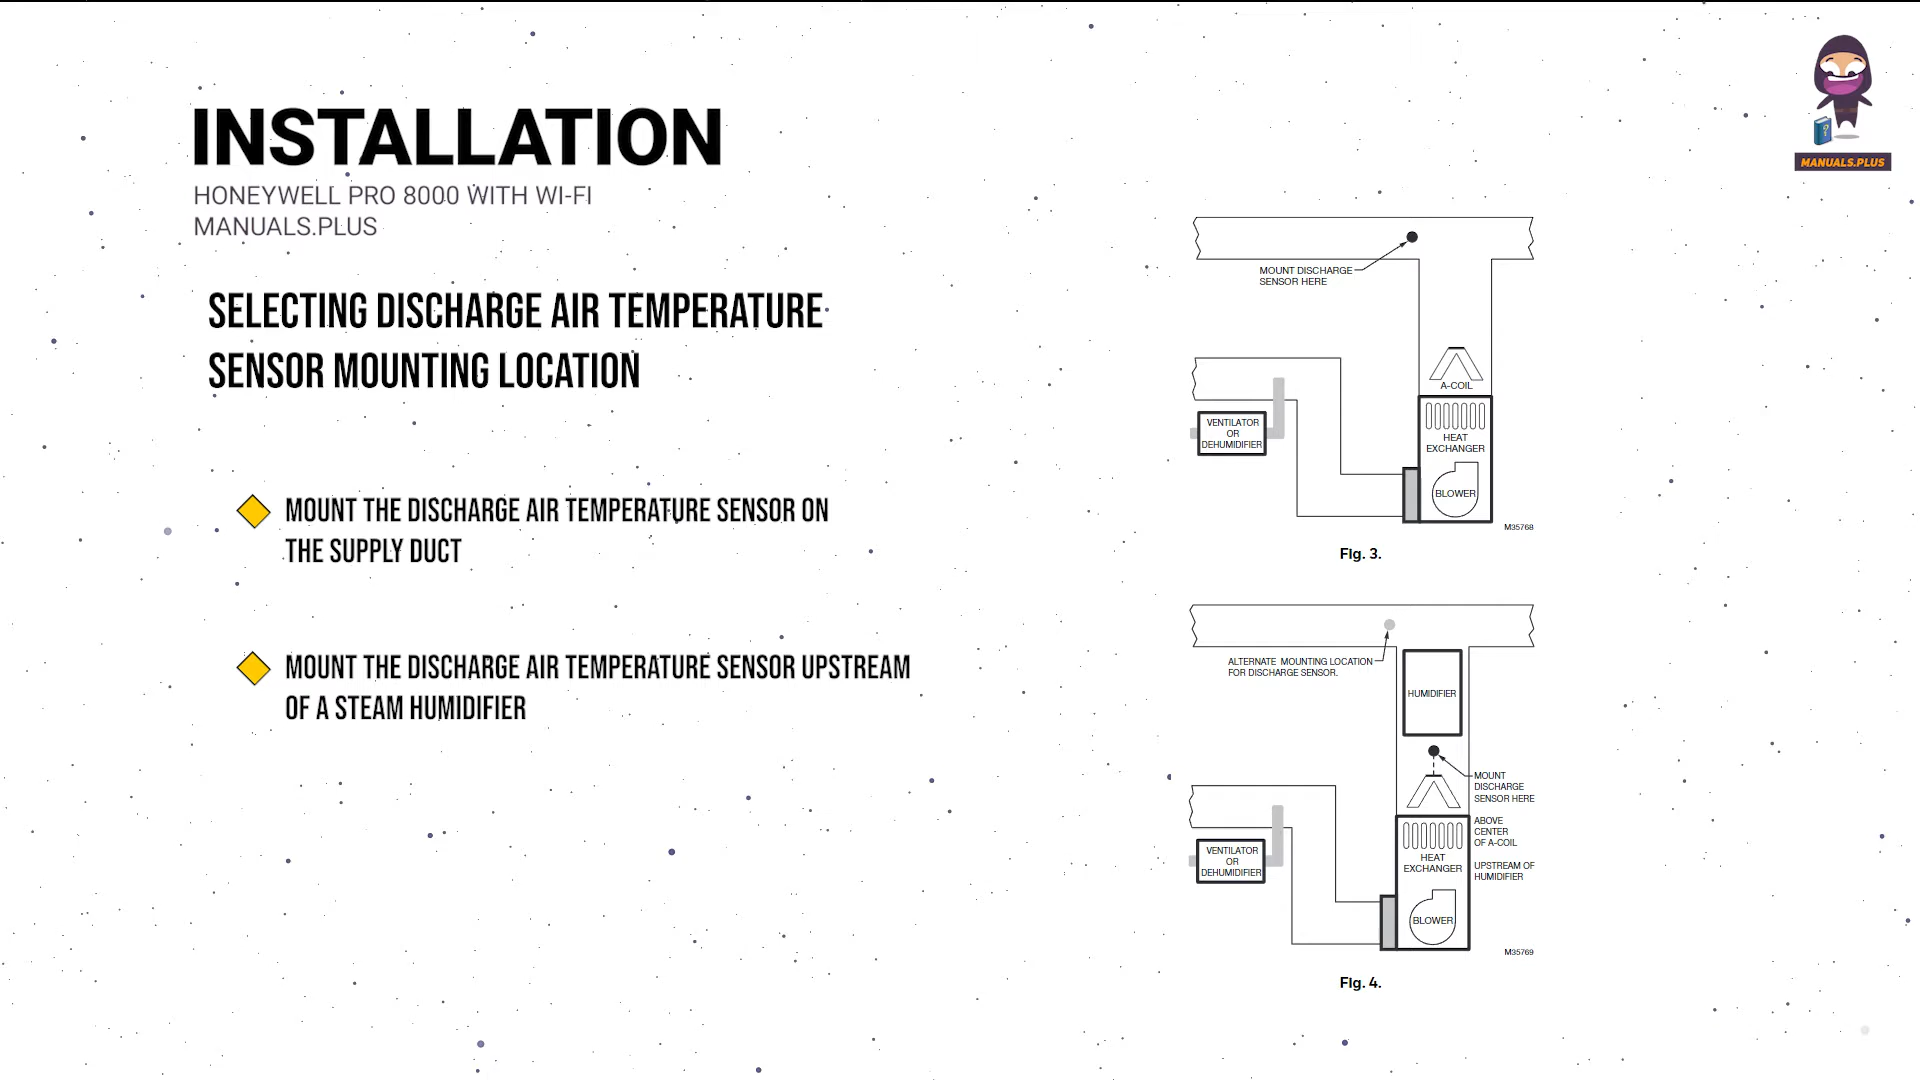 INSTALLATION
HONEYWELL PRO 8000 WITH WI-FI
MANUALS.PLUS
MANUALS.PLUS
SELECTING DISCHARGE AIR TEMPERATURE
SENSOR MOUNTING LOCATION
MOUNT THE DISCHARGE AIR TEMPERATURE SENSOR ON
THE SUPPLY DUCT
MOUNT THE DISCHARGE AIR TEMPERATURE SENSOR UPSTREAM
OF A STEAM HUMIDIFIER
MOUNT DISCHARGE
SENSOR HERE
A-COIL
VENTILATOR
OR
DEHUMIDIFIER
HEAT
EXCHANGER
BLOWER
M35768
Fig. 3.
ALTERNATE MOUNTING LOCATION
FOR DISCHARGE SENSOR.
HUMIDIFIER
MOUNT
DISCHARGE
SENSOR HERE
ABOVE
CENTER
OF A-COIL
UPSTREAM OF
HUMIDIFIER
VENTILATOR
OR
DEHUMIDIFIER
HEAT
EXCHANGER
BLOWER
M35769
Fig. 4.